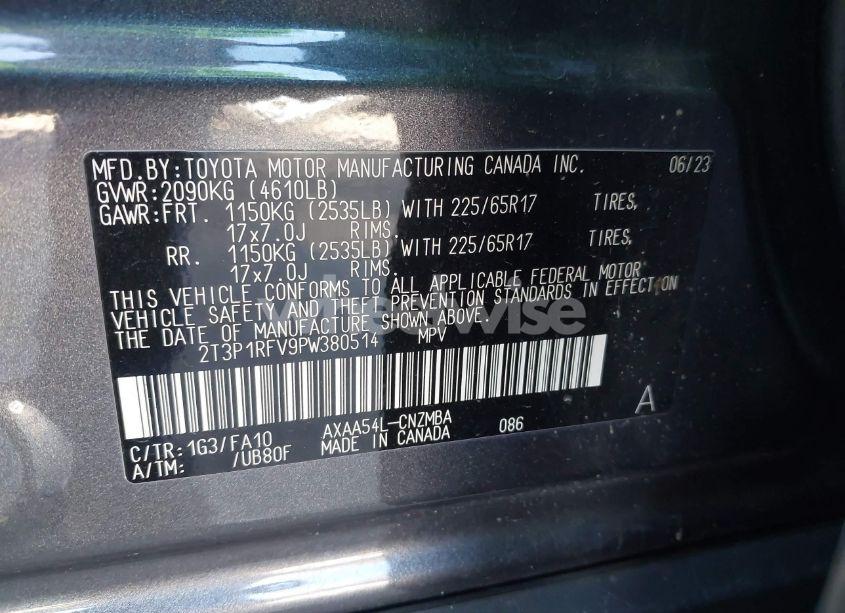 MFD.BY:TOYOTA MOTOR MANUFACTURING CANADA INC. 06/23
GVWR:2090KG (4610LB)
GAWR:FRT. 1150KG (2535LB) WITH 225/65R17 TIRES,
17x7.0J RIMS.
RR. 1150KG (2535LB) WITH 225/65R17 TIRES,
17x7.0J RIMS.
THIS VEHICLE CONFORMS TO ALL APPLICABLE FEDERAL MOTOR
VEHICLE SAFETY AND THEFT PREVENTION STANDARDS IN EFFECT ON
THE DATE OF MANUFACTURE SHOWN ABOVE.
2T3P1RFV9PW380514 MPV
A
C/TR:1G3/FA10 AXAA54L-CNZMBA 086
A/TM: /UB80F MADE IN CANADA